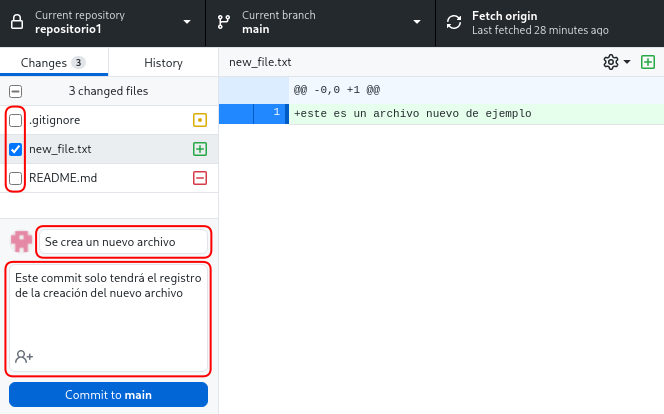 Current repository
repositorio1
Current branch
main
Fetch origin
Last fetched 28 minutes ago
Changes 3
History
3 changed files
.gitignore
new_file.txt
README.md
Se crea un nuevo archivo
Este commit solo tendrá el registro
de la creación del nuevo archivo
Commit to main
new_file.txt
@@ -0,0 +1 @@
1 +este es un archivo nuevo de ejemplo